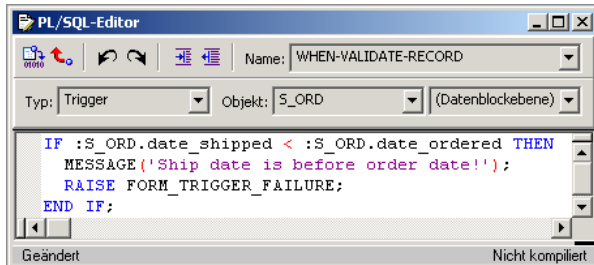 PL/SQL-Editor
Name: WHEN-VALIDATE-RECORD
Typ: Trigger Objekt: S_ORD (Datenblockebene)
IF :S_ORD.date_shipped < :S_ORD.date_ordered THEN
MESSAGE('Ship date is before order date!');
RAISE FORM_TRIGGER_FAILURE;
END IF;
Geändert Nicht kompiliert